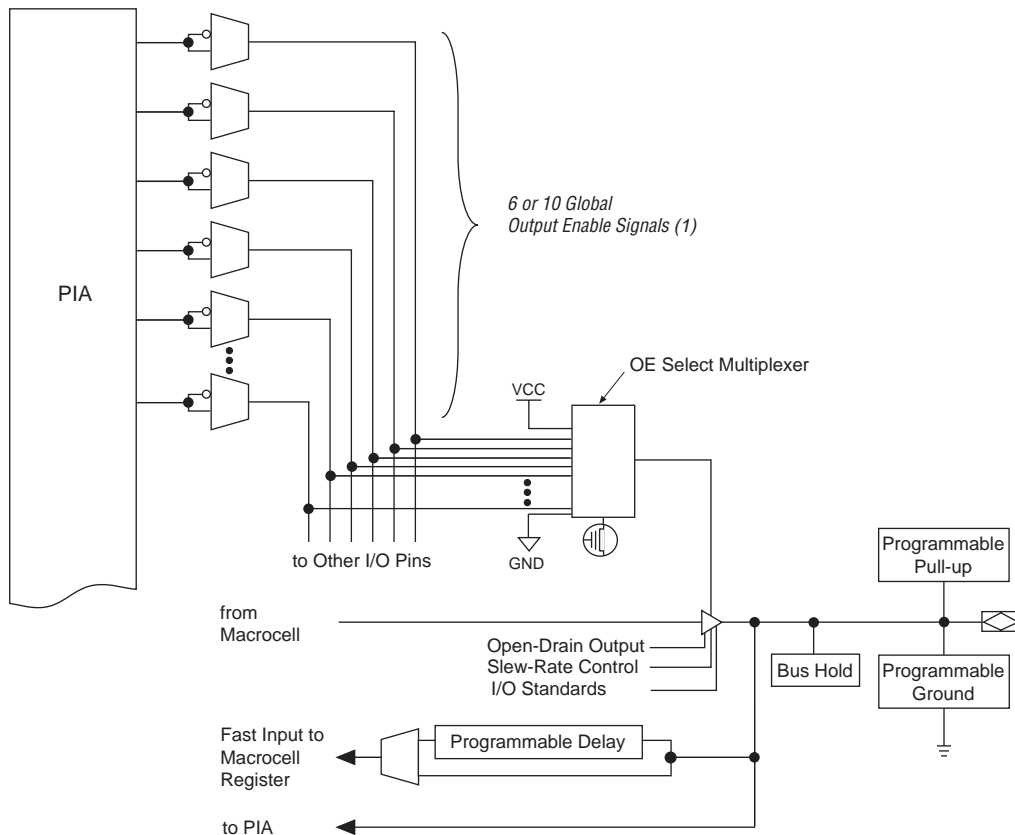 PIA
6 or 10 Global
Output Enable Signals (1)
OE Select Multiplexer
VCC
GND
to Other I/O Pins
from
Macrocell
Open-Drain Output
Slew-Rate Control
I/O Standards
Bus Hold
Programmable
Pull-up
Programmable
Ground
Fast Input to
Macrocell
Register
Programmable Delay
to PIA